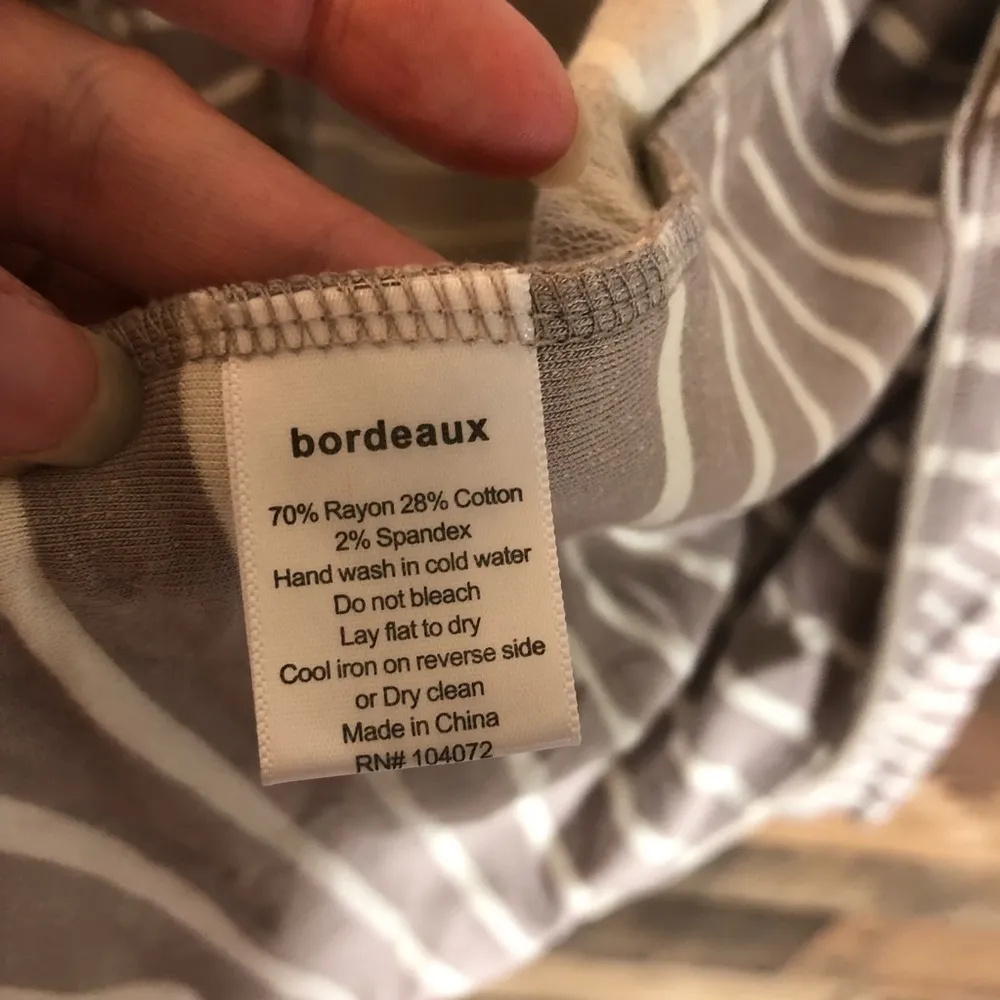 bordeaux
70% Rayon 28% Cotton
2% Spandex
Hand wash in cold water
Do not bleach
Lay flat to dry
Cool iron on reverse side
or Dry clean
Made in China
RN# 104072